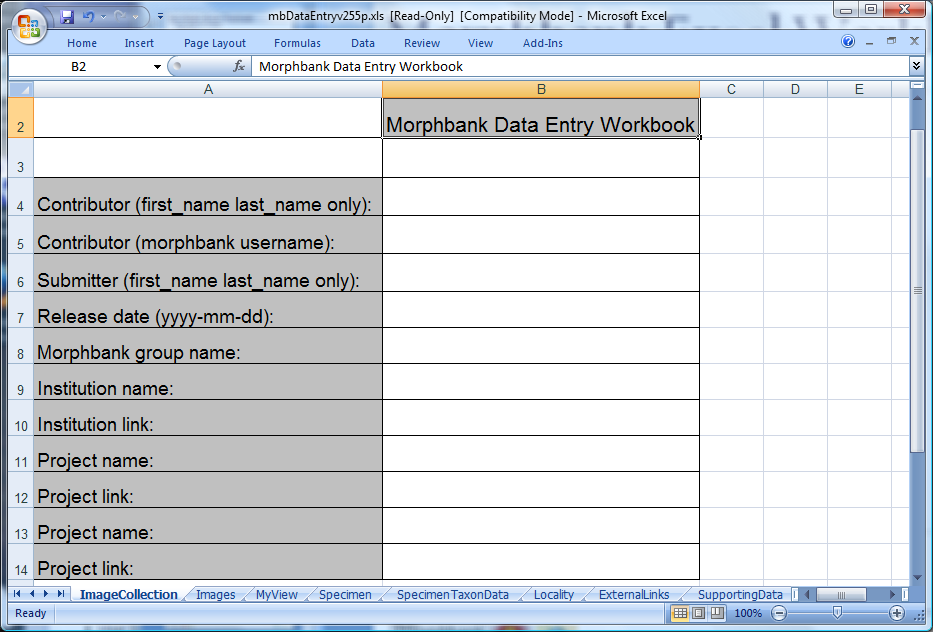 mbDataEntryv255p.xls [Read-Only] [Compatibility Mode] - Microsoft Excel
Home Insert Page Layout Formulas Data Review View Add-Ins
B2 fx Morphbank Data Entry Workbook
A B C D E
2 Morphbank Data Entry Workbook
3
4 Contributor (first_name last_name only):
5 Contributor (morphbank username):
6 Submitter (first_name last_name only):
7 Release date (yyyy-mm-dd):
8 Morphbank group name:
9 Institution name:
10 Institution link:
11 Project name:
12 Project link:
13 Project name:
14 Project link:
ImageCollection Images MyView Specimen SpecimenTaxonData Locality ExternalLinks SupportingData
Ready 100%